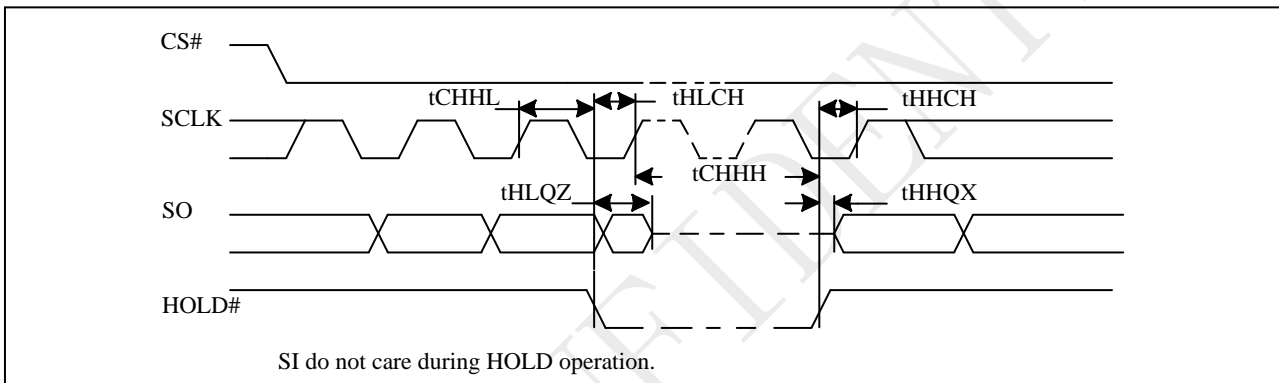 CS#
tCHHL
tHLCH
tHHCH
SCLK
tCHHH
tHLQZ
tHHQX
SO
HOLD#
SI do not care during HOLD operation.